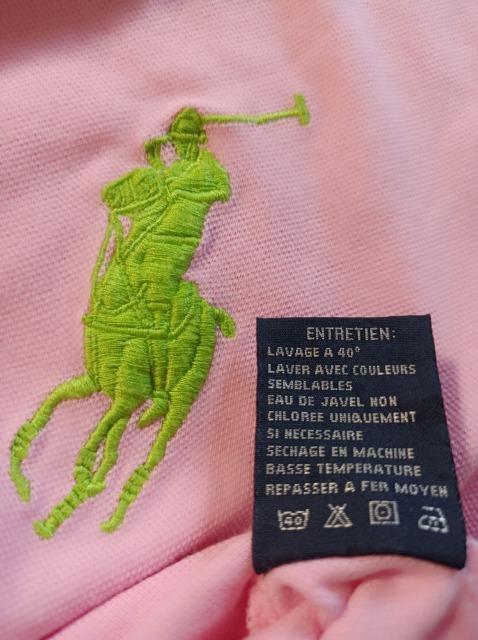 ENTRETIEN:
LAVAGE A 40°
LAVER AVEC COULEURS
SEMBLABLES
EAU DE JAVEL NON
CHLOREE UNIQUEMENT
SI NECESSAIRE
SECHAGE EN MACHINE
BASSE TEMPERATURE
REPASSER A FER MOYEN
40